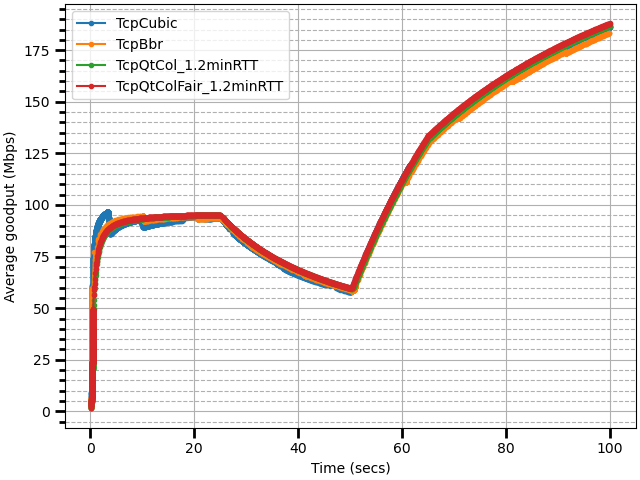 TcpCubic
TcpBbr
TcpQtCol_1.2minRTT
TcpQtColFair_1.2minRTT
Average goodput (Mbps)
175
150
125
100
75
50
25
0
0 20 40 60 80 100
Time (secs)